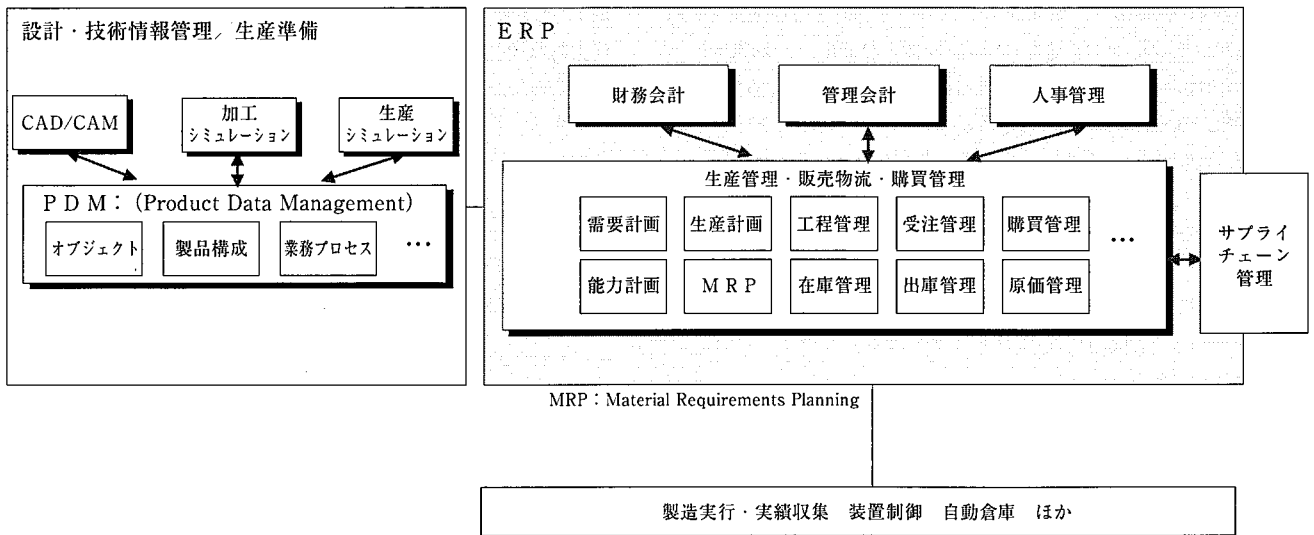 設計・技術情報管理／生産準備
CAD/CAM
加工
シミュレーション
生産
シミュレーション
PDM：(Product Data Management)
オブジェクト
製品構成
業務プロセス
…
ERP
財務会計
管理会計
人事管理
生産管理・販売物流・購買管理
需要計画
生産計画
工程管理
受注管理
購買管理
…
能力計画
MRP
在庫管理
出庫管理
原価管理
サプライ
チェーン
管理
MRP：Material Requirements Planning
製造実行・実績収集　装置制御　自動倉庫　ほか